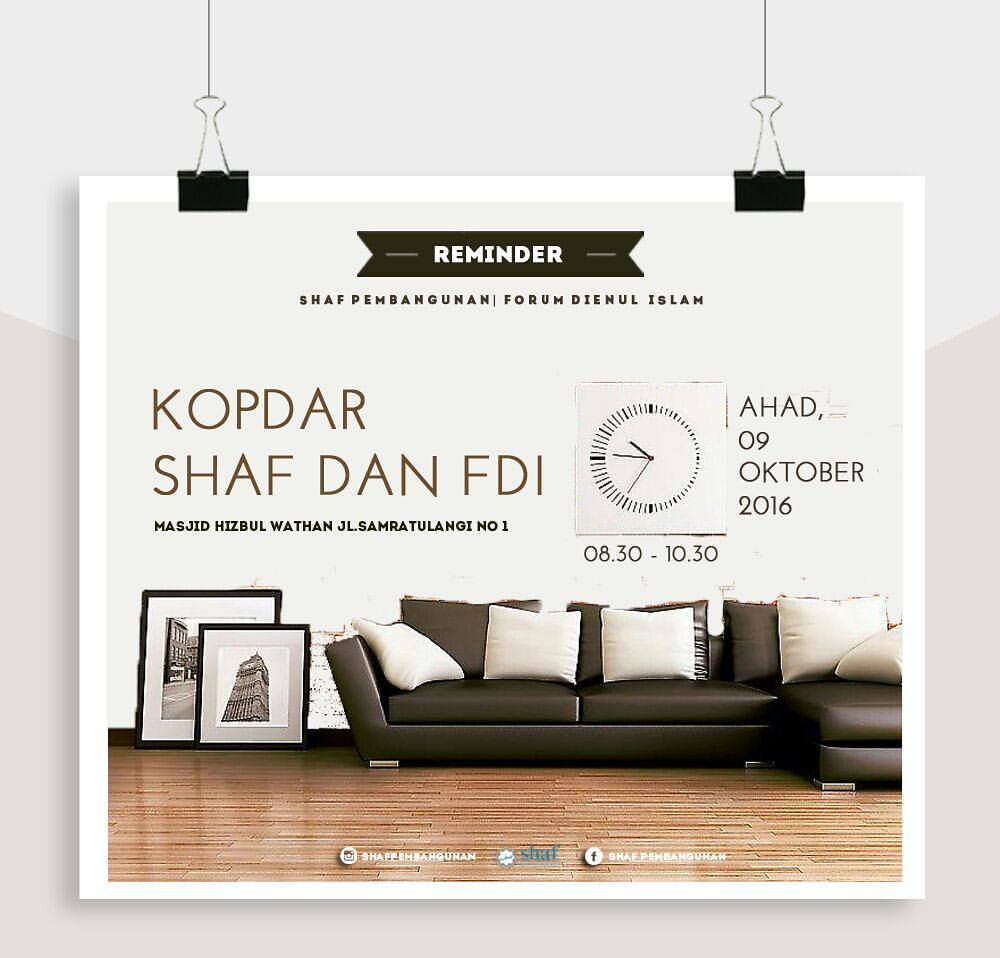 REMINDER
SHAF PEMBANGUNAN| FORUM DIENUL ISLAM
KOPDAR
SHAF DAN FDI
MASJID HIZBUL WATHAN JL.SAMRATULANGI NO 1
AHAD,
09
OKTOBER
2016
08.30 - 10.30
SHAFPEMBANGUNAN shaf SHAF PEMBANGUNAN